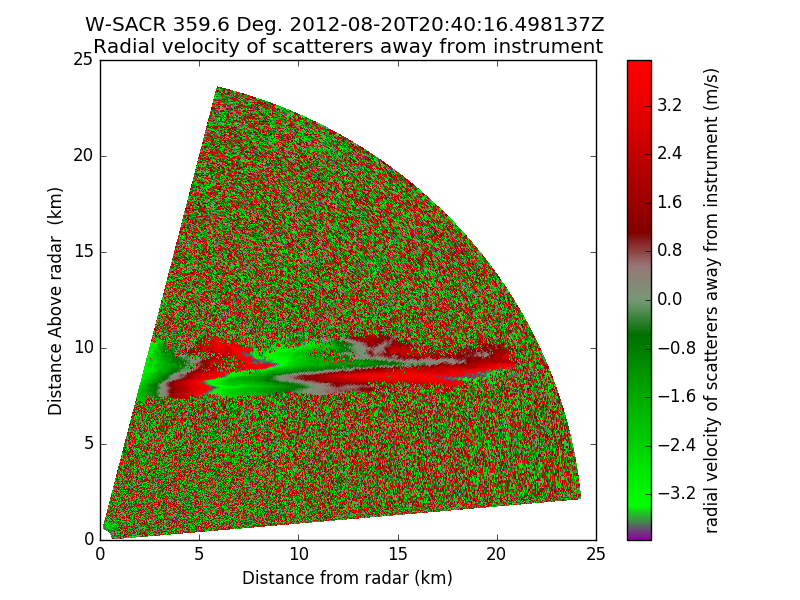 W-SACR 359.6 Deg. 2012-08-20T20:40:16.498137Z
Radial velocity of scatterers away from instrument
25
20
15
10
5
0
0 5 10 15 20 25
Distance Above radar (km)
Distance from radar (km)
3.2
2.4
1.6
0.8
0.0
−0.8
−1.6
−2.4
−3.2
radial velocity of scatterers away from instrument (m/s)